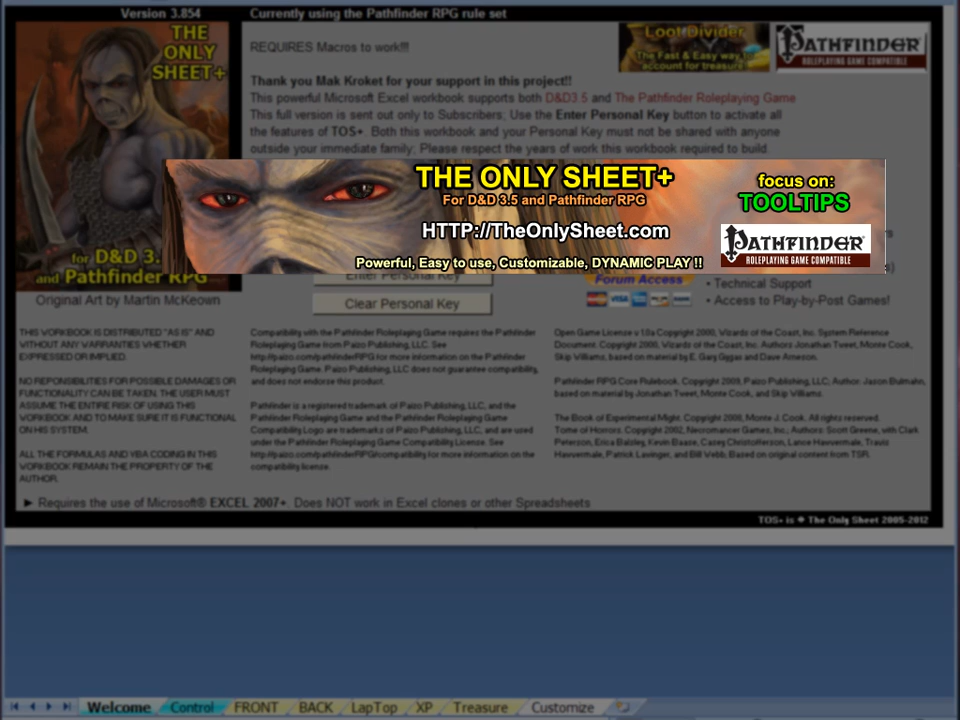 Version 3.854
Currently using the Pathfinder RPG rule set
THE
ONLY
SHEET+
REQUIRES Macros to work!!!
Loot Divider
The Fast & Easy way to
account for treasure
PATHFINDER
ROLEPLAYING GAME COMPATIBLE
Thank you Mak Kroket for your support in this project!!
This powerful Microsoft Excel workbook supports both D&D3.5 and The Pathfinder Roleplaying Game
This full version is sent out only to Subscribers; Use the Enter Personal Key button to activate all
the features of TOS+. Both this workbook and your Personal Key must not be shared with anyone
outside your immediate family; Please respect the years of work this workbook required to build
THE ONLY SHEET+
For D&D 3.5 and Pathfinder RPG
HTTP://TheOnlySheet.com
Powerful, Easy to use, Customizable, DYNAMIC PLAY !!
focus on:
TOOLTIPS
PATHFINDER
ROLEPLAYING GAME COMPATIBLE
for D&D 3.
and Pathfinder RPG
Original Art by Martin McKeown
Enter Personal Key
Clear Personal Key
Forum Access
• Technical Support
• Access to Play-by-Post Games!
THIS WORKBOOK IS DISTRIBUTED "AS IS" AND
WITHOUT ANY WARRANTIES WHETHER
EXPRESSED OR IMPLIED.
NO REPONSIBILITIES FOR POSSIBLE DAMAGES OR
FUNCTIONALITY CAN BE TAKEN. THE USER MUST
ASSUME THE ENTIRE RISK OF USING THIS
WORKBOOK AND TO MAKE SURE IT IS FUNCTIONAL
ON HIS SYSTEM.
ALL THE FORMULAS AND VBA CODING IN THIS
WORKBOOK REMAIN THE PROPERTY OF THE
AUTHOR.
Compatibility with the Pathfinder Roleplaying Game requires the Pathfinder
Roleplaying Game from Paizo Publishing, LLC. See
http://paizo.com/pathfinderRPG for more information on the Pathfinder
Roleplaying Game. Paizo Publishing, LLC does not guarantee compatibility,
and does not endorse this product.
Pathfinder is a registered trademark of Paizo Publishing, LLC, and the
Pathfinder Roleplaying Game and the Pathfinder Roleplaying Game
Compatibility Logo are trademarks of Paizo Publishing, LLC, and are used
under the Pathfinder Roleplaying Game Compatibility License. See
http://paizo.com/pathfinderRPG/compatibility for more information on the
compatibility license.
Open Game License v 1.0a Copyright 2000, Wizards of the Coast, Inc. System Reference
Document. Copyright 2000, Wizards of the Coast, Inc. Authors Jonathan Tweet, Monte Cook,
Skip Williams, based on material by E. Gary Gygax and Dave Arneson.
Pathfinder RPG Core Rulebook. Copyright 2009, Paizo Publishing, LLC; Author: Jason Bulmahn,
based on material by Jonathan Tweet, Monte Cook, and Skip Williams.
The Book of Experimental Might. Copyright 2008, Monte J. Cook. All rights reserved.
Tome of Horrors. Copyright 2002, Necromancer Games, Inc.; Authors: Scott Greene, with Clark
Peterson, Erica Balsley, Kevin Baase, Casey Christofferson, Lance Hawvermale, Travis
Hawvermale, Patrick Lawinger, and Bill Webb; Based on original content from TSR.
► Requires the use of Microsoft® EXCEL 2007+. Does NOT work in Excel clones or other Spreadsheets
TOS+ is ❖ The Only Sheet 2005-2012
Welcome Control FRONT BACK LapTop XP Treasure Customize